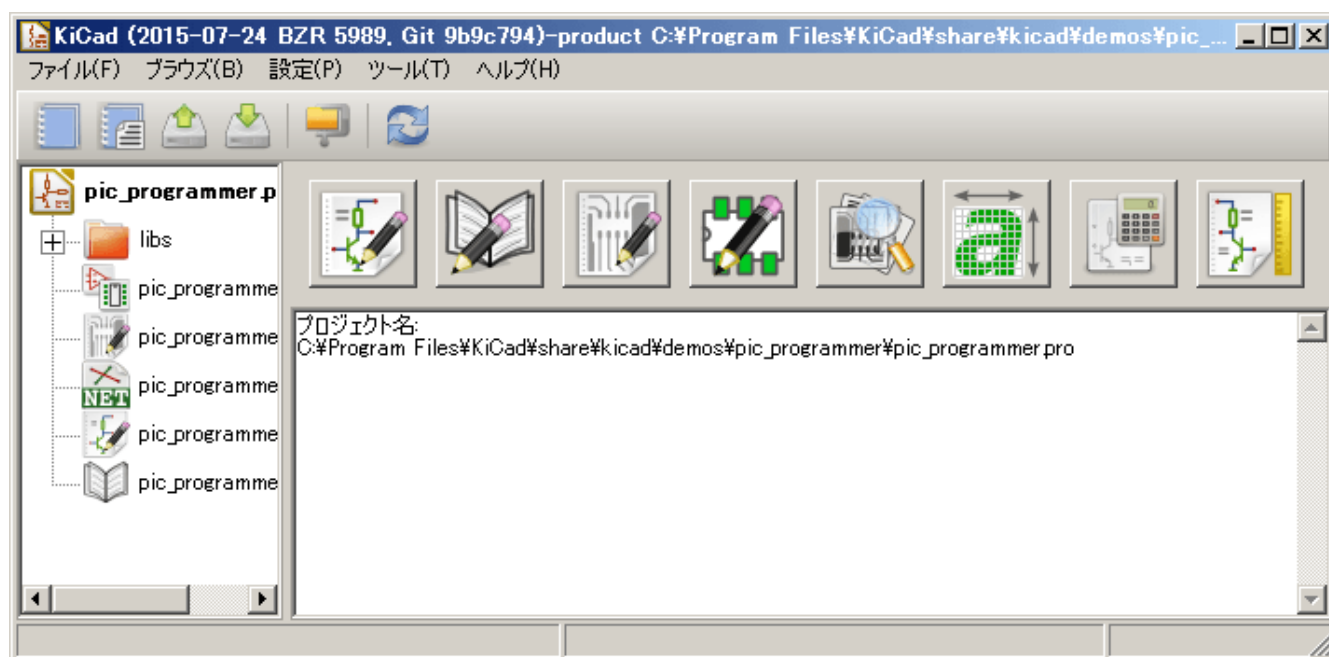 KiCad (2015-07-24 BZR 5989, Git 9b9c794)-product C:¥Program Files¥KiCad¥share¥kicad¥demos¥pic_...
ファイル(F) ブラウズ(B) 設定(P) ツール(T) ヘルプ(H)
pic_programmer.p
libs
pic_programme
pic_programme
NET pic_programme
pic_programme
pic_programme
a
プロジェクト名:
C:¥Program Files¥KiCad¥share¥kicad¥demos¥pic_programmer¥pic_programmer.pro